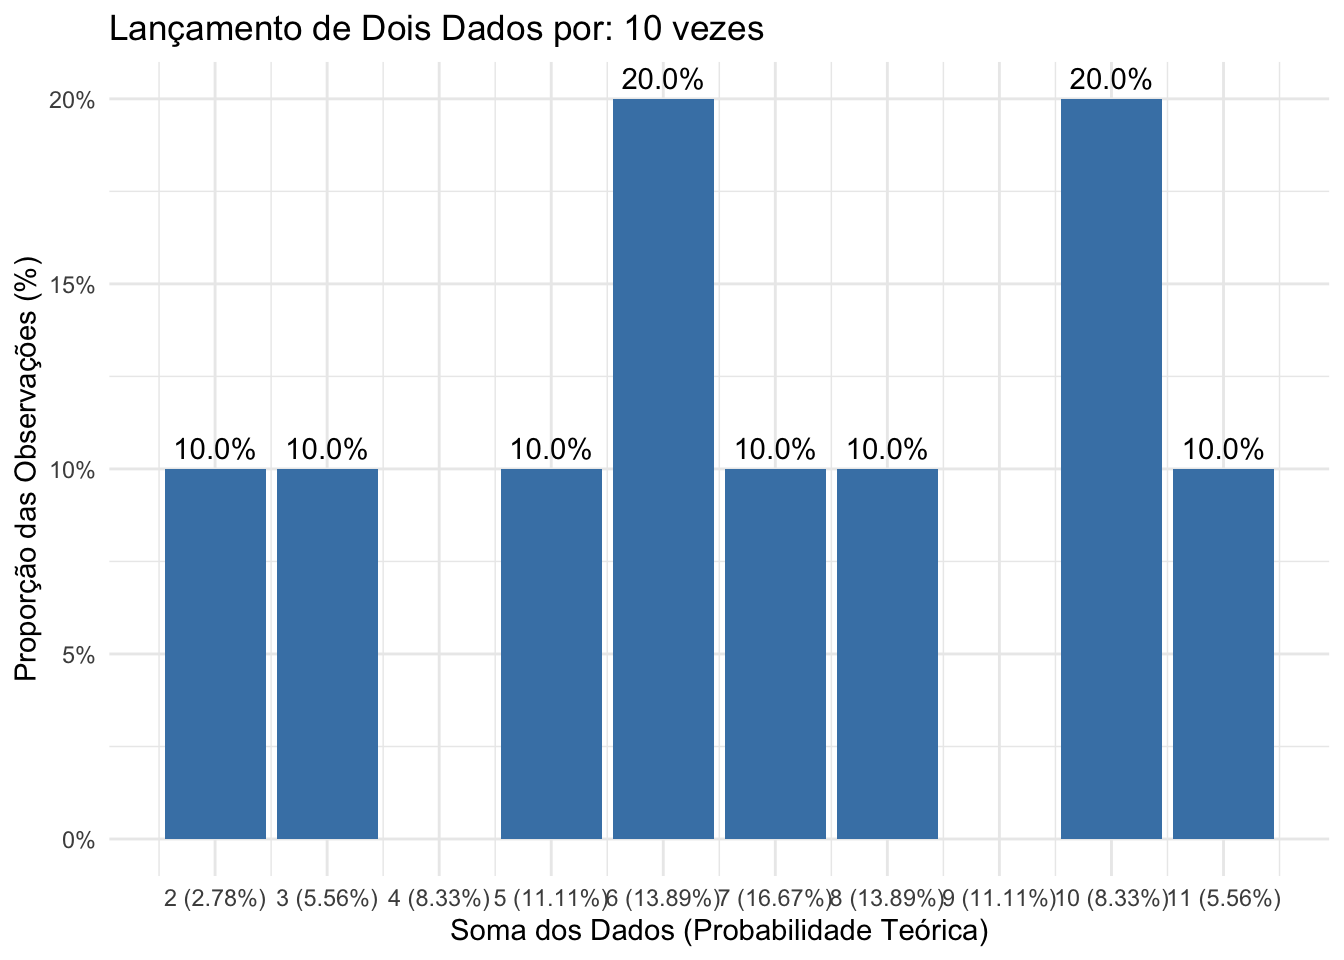 Lançamento de Dois Dados por: 10 vezes
20.0% 20.0%
20%
15%
10.0% 10.0% 10.0% 10.0% 10.0% 10.0%
10%
5%
0%
Proporção das Observações (%)
2 (2.78%) 3 (5.56%) 4 (8.33%) 5 (11.11%) 6 (13.89%) 7 (16.67%) 8 (13.89%) 9 (11.11%) 10 (8.33%) 11 (5.56%)
Soma dos Dados (Probabilidade Teórica)